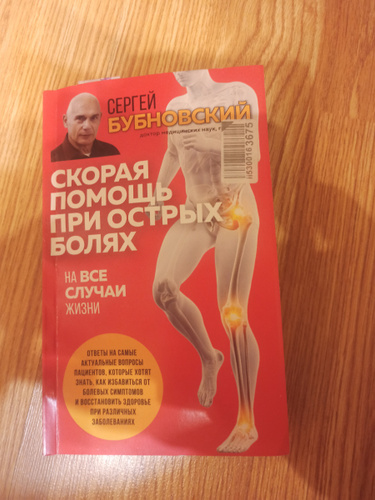 СЕРГЕЙ
БУБНОВСКИЙ
доктор медицинских наук,
СКОРАЯ
ПОМОЩЬ
ПРИ ОСТРЫХ
БОЛЯХ
НА ВСЕ
СЛУЧАИ
ЖИЗНИ
ОТВЕТЫ НА САМЫЕ
АКТУАЛЬНЫЕ ВОПРОСЫ
ПАЦИЕНТОВ, КОТОРЫЕ ХОТЯТ
ЗНАТЬ, КАК ИЗБАВИТЬСЯ ОТ
БОЛЕВЫХ СИМПТОМОВ
И ВОССТАНОВИТЬ ЗДОРОВЬЕ
ПРИ РАЗЛИЧНЫХ
ЗАБОЛЕВАНИЯХ